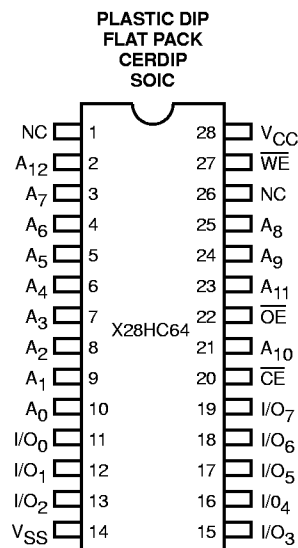 PLASTIC DIP
FLAT PACK
CERDIP
SOIC
NC 1 28 VCC
A12 2 27 WE
A7 3 26 NC
A6 4 25 A8
A5 5 24 A9
A4 6 23 A11
A3 7 22 OE
X28HC64
A2 8 21 A10
A1 9 20 CE
A0 10 19 I/O7
I/O0 11 18 I/O6
I/O1 12 17 I/O5
I/O2 13 16 I/04
VSS 14 15 I/O3